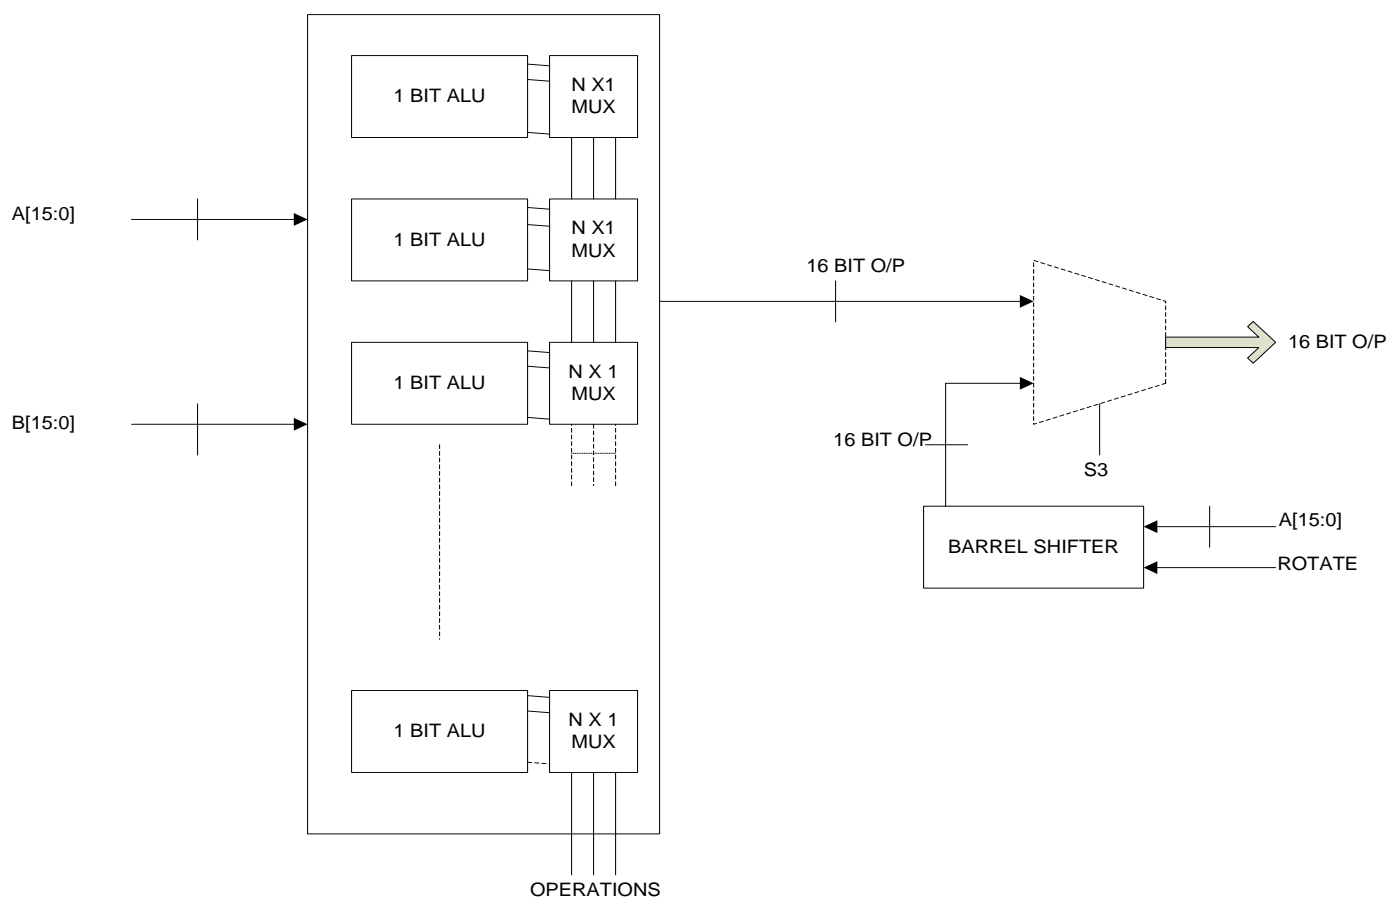 1 BIT ALU
N X1
MUX
A[15:0]
1 BIT ALU
N X1
MUX
16 BIT O/P
1 BIT ALU
N X 1
MUX
16 BIT O/P
B[15:0]
16 BIT O/P
S3
A[15:0]
BARREL SHIFTER
ROTATE
1 BIT ALU
N X 1
MUX
OPERATIONS